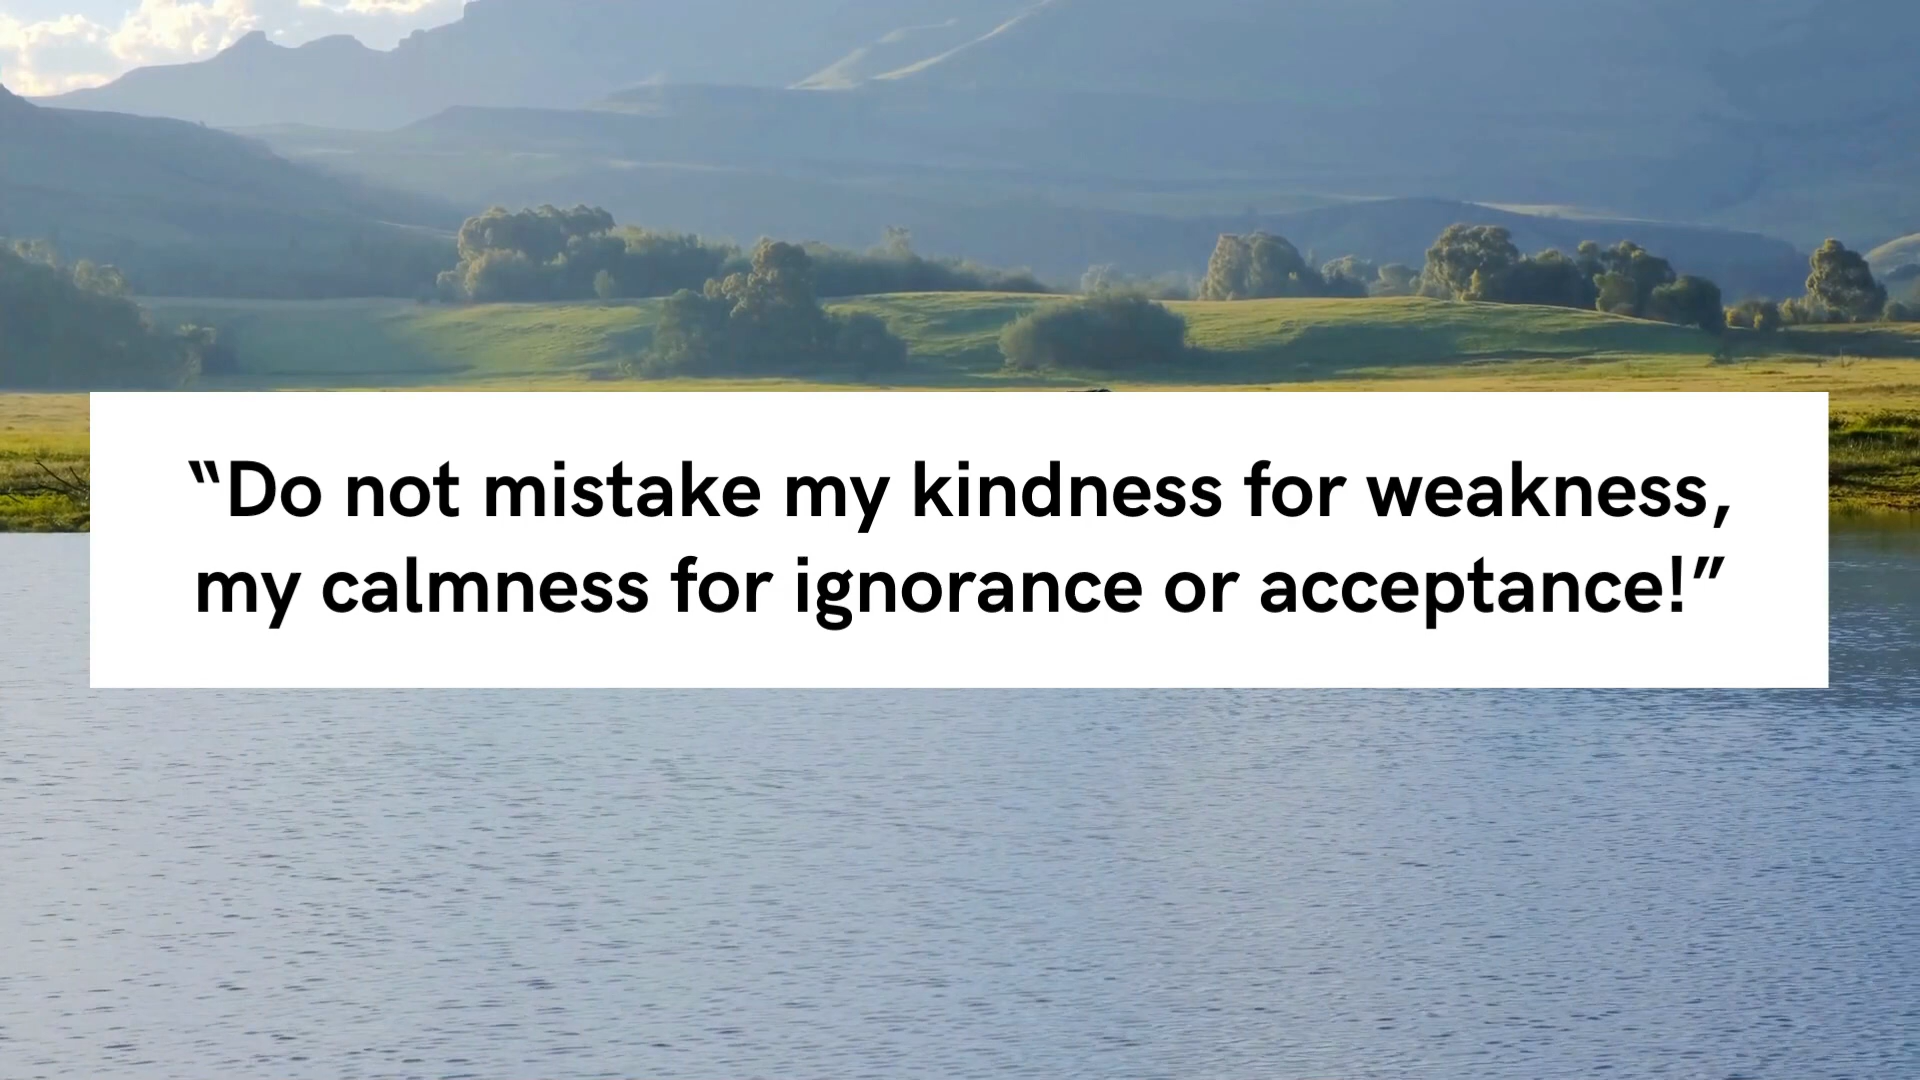 “Do not mistake my kindness for weakness,
my calmness for ignorance or acceptance!”